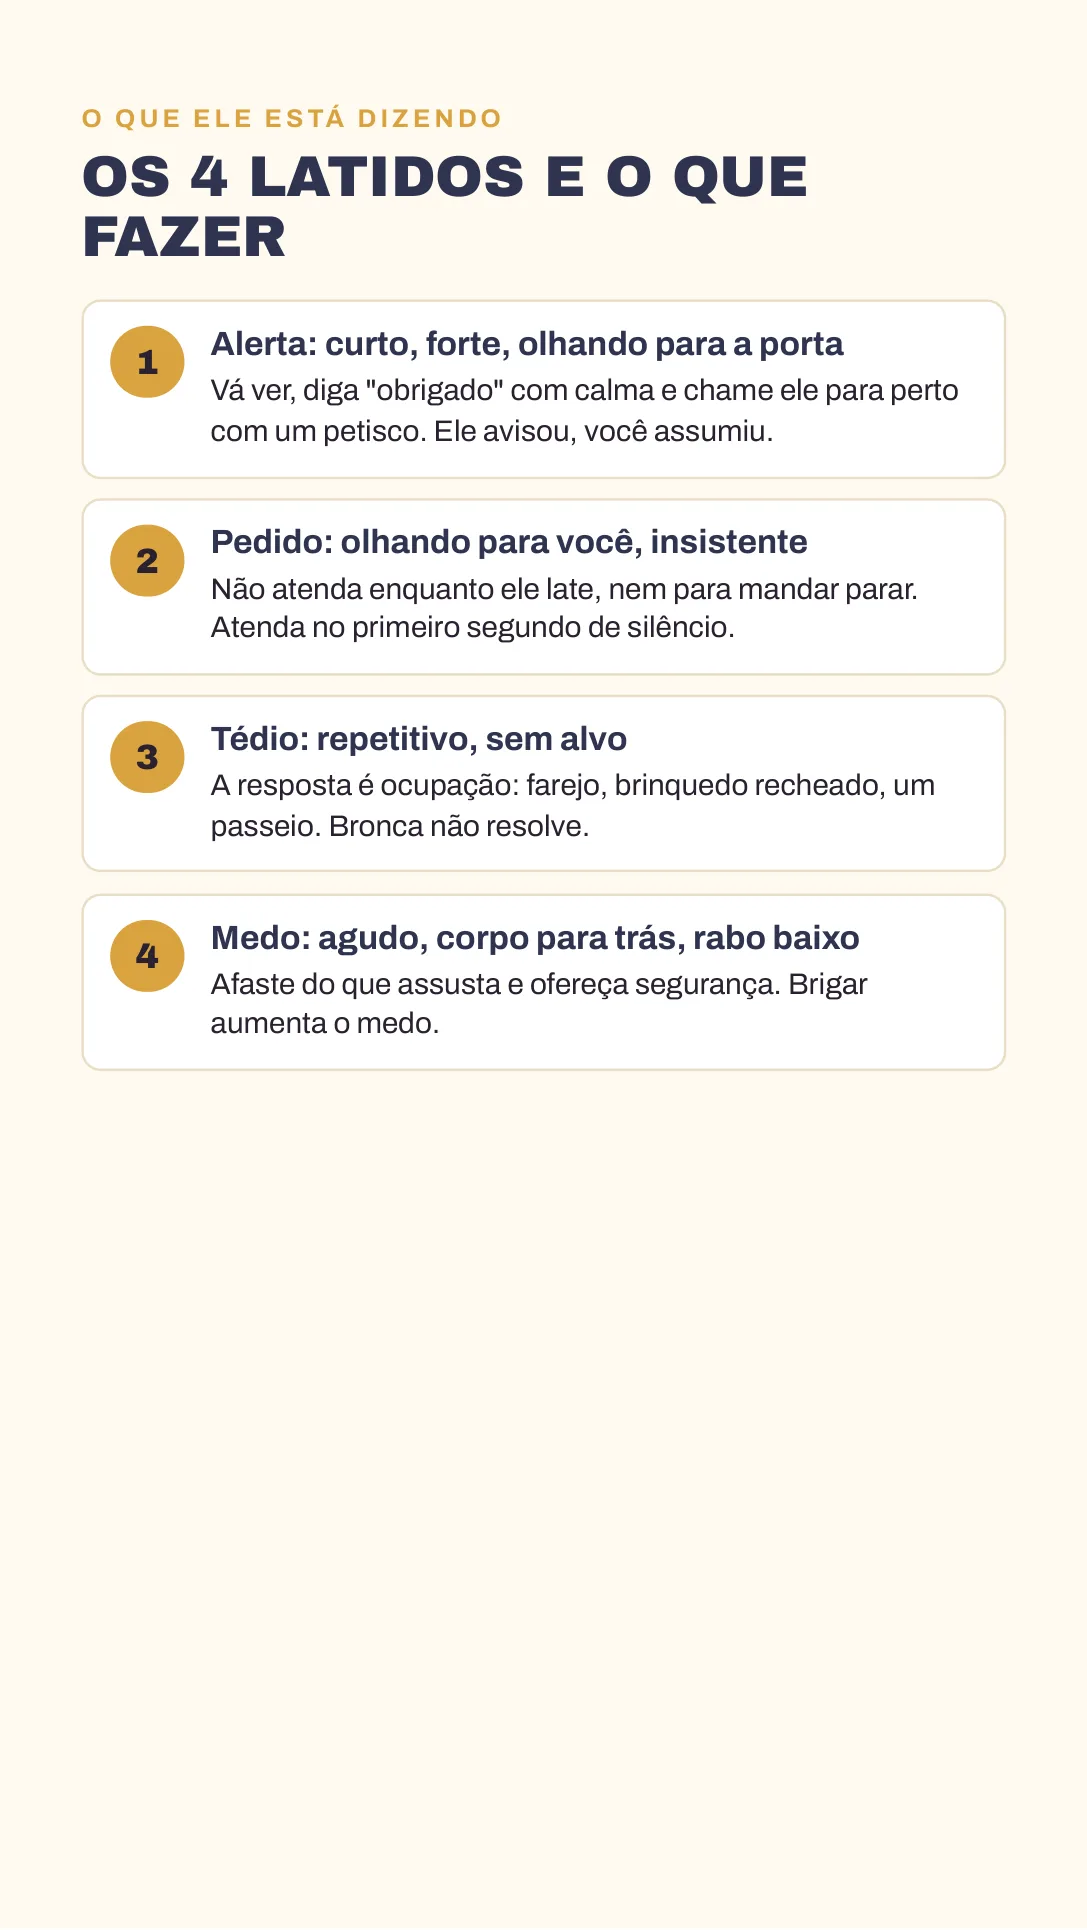 O QUE ELE ESTÁ DIZENDO
OS 4 LATIDOS E O QUE
FAZER
1
Alerta: curto, forte, olhando para a porta
Vá ver, diga "obrigado" com calma e chame ele para perto
com um petisco. Ele avisou, você assumiu.
2
Pedido: olhando para você, insistente
Não atenda enquanto ele late, nem para mandar parar.
Atenda no primeiro segundo de silêncio.
3
Tédio: repetitivo, sem alvo
A resposta é ocupação: farejo, brinquedo recheado, um
passeio. Bronca não resolve.
4
Medo: agudo, corpo para trás, rabo baixo
Afaste do que assusta e ofereça segurança. Brigar
aumenta o medo.